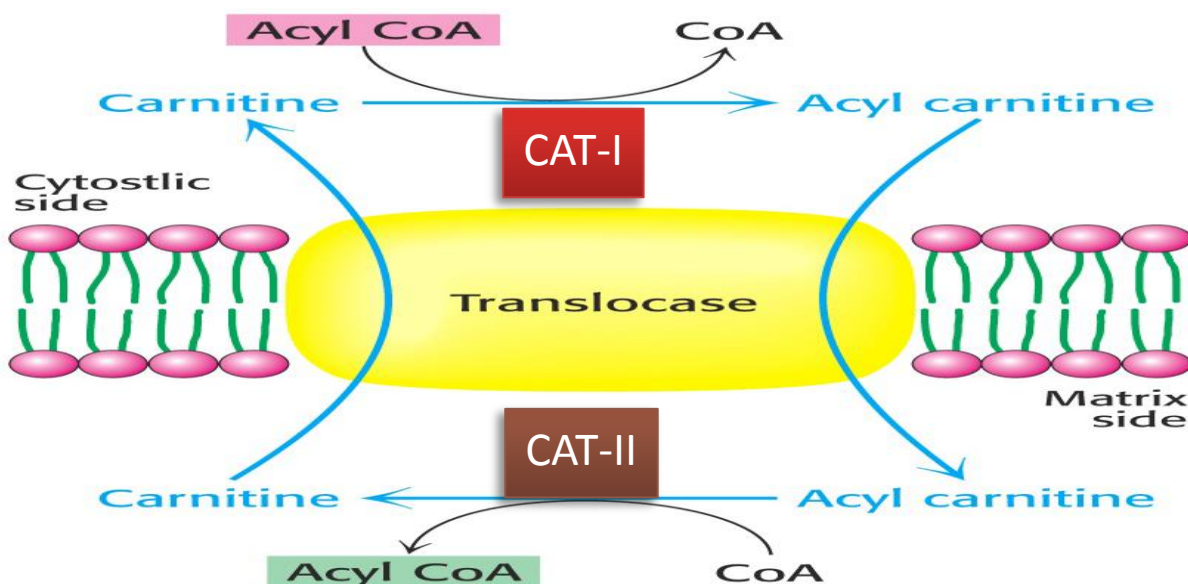 Acyl CoA
CoA
Carnitine
Acyl carnitine
CAT-I
Cytostlic
side
Translocase
Matrix
side
CAT-II
Carnitine
Acyl carnitine
Acyl CoA
CoA